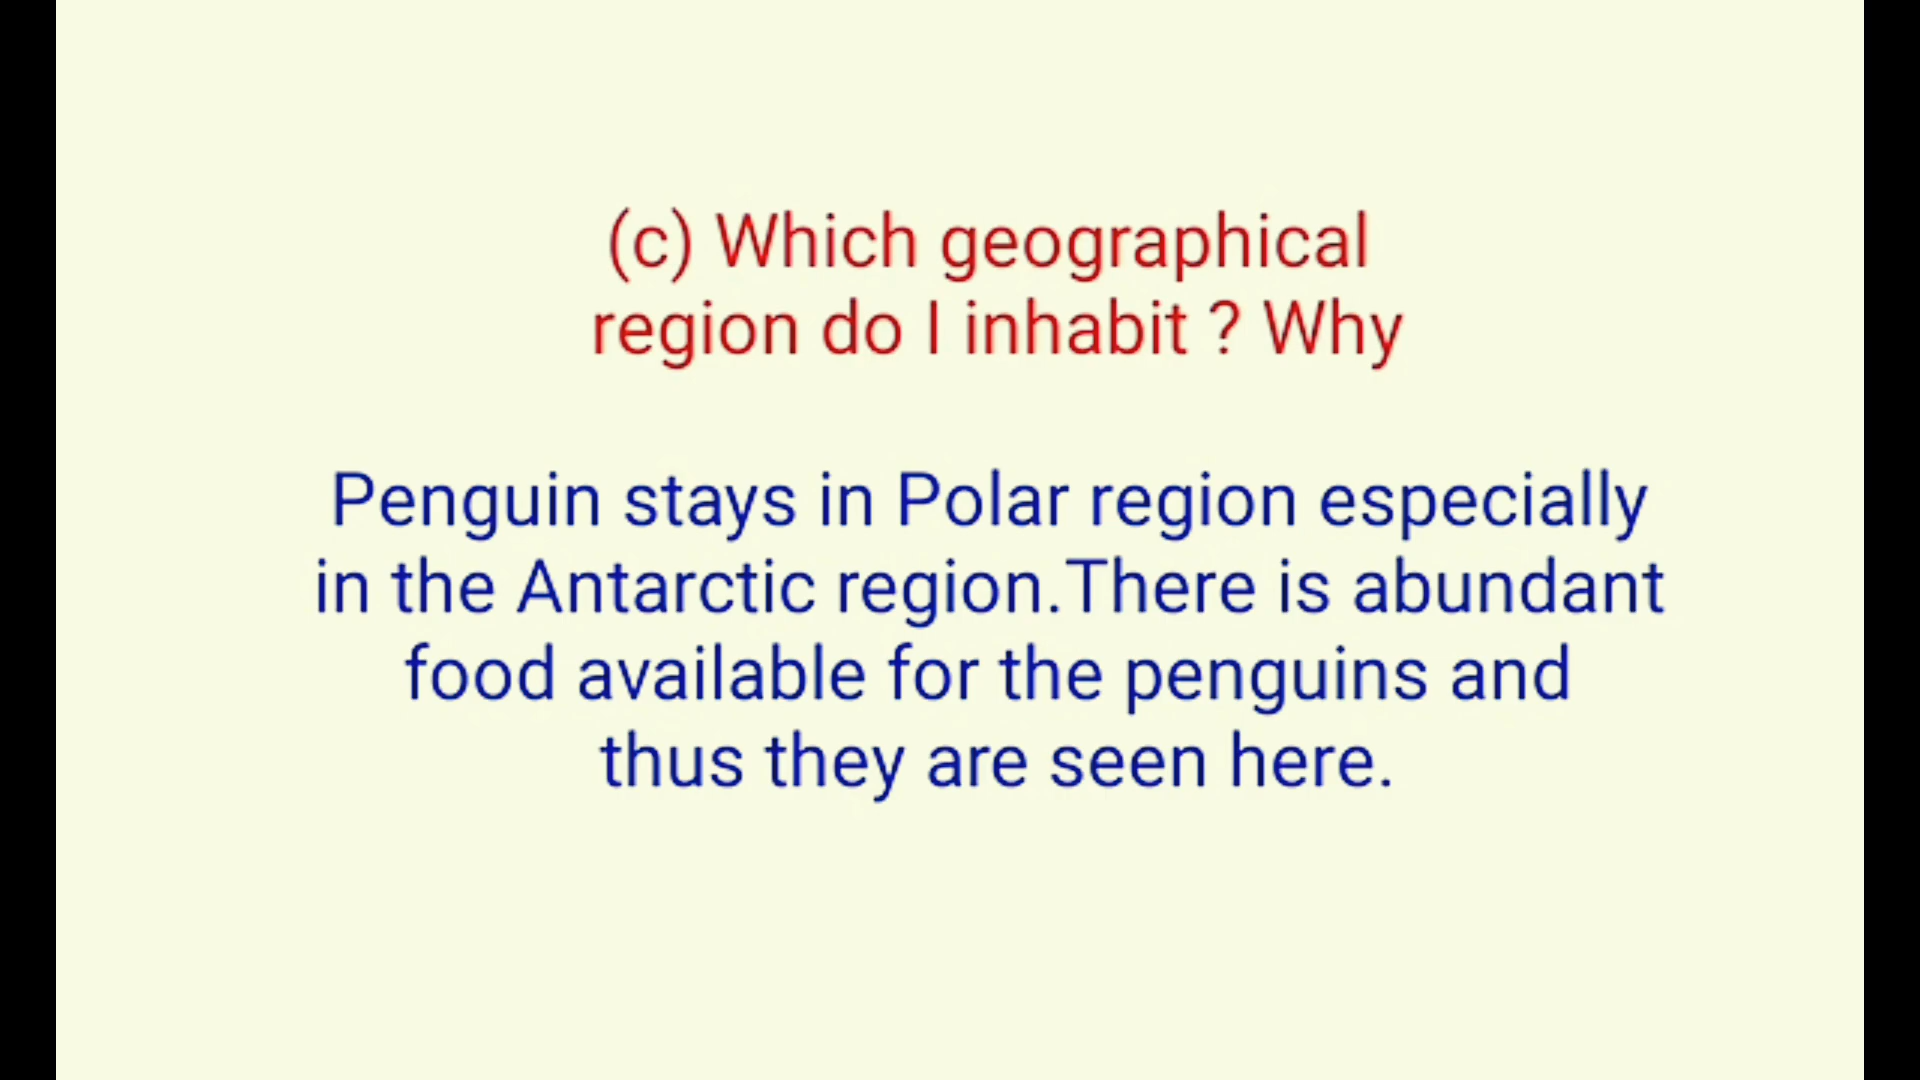 (c) Which geographical
region do I inhabit ? Why
Penguin stays in Polar region especially
in the Antarctic region.There is abundant
food available for the penguins and
thus they are seen here.